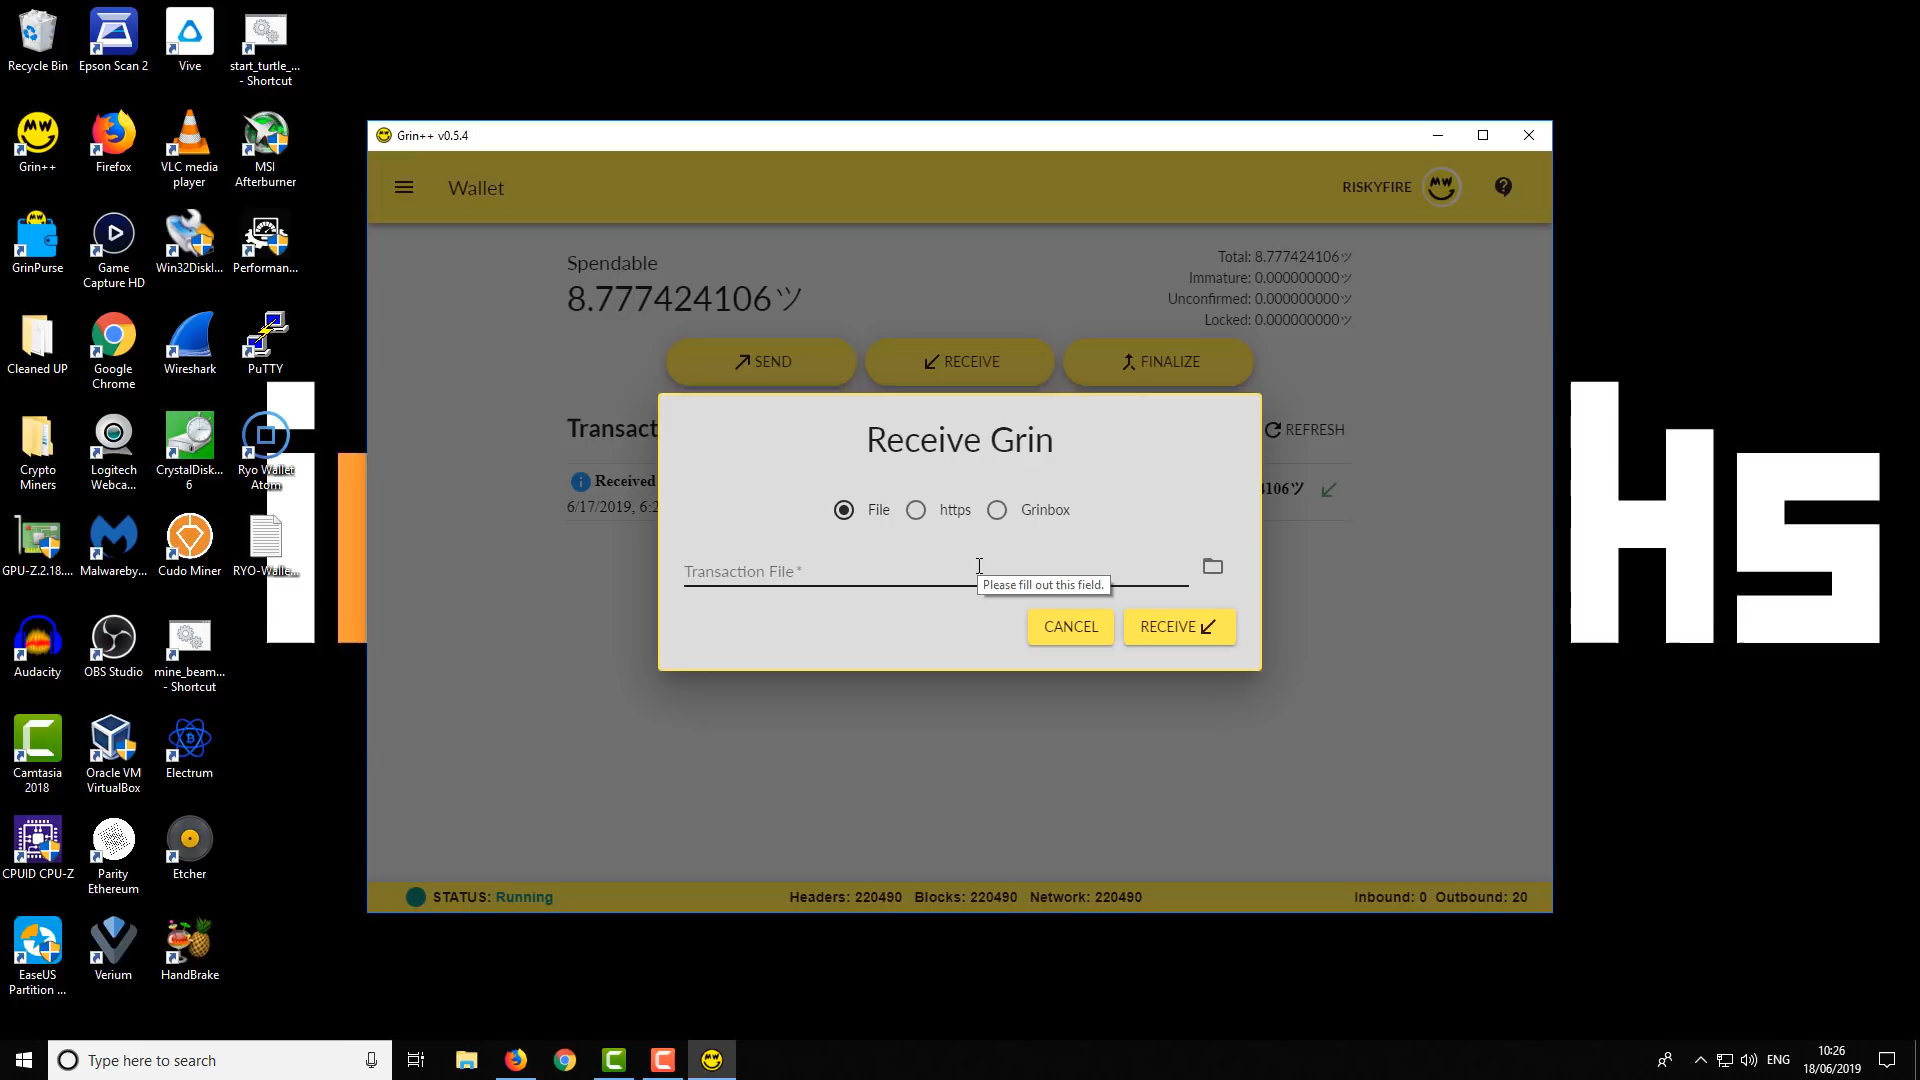 Recycle Bin
Epson Scan 2
Vive
start_turtle_...
- Shortcut
Grin++
Firefox
VLC media
player
MSI
Afterburner
GrinPurse
Game
Capture HD
Win32DiskI...
Performan...
Cleaned UP
Google
Chrome
Wireshark
PuTTY
Crypto
Miners
Logitech
Webca...
CrystalDisk...
6
Ryo Wallet
Atom
GPU-Z.2.18....
Malwareby...
Cudo Miner
RYO-Walle...
Audacity
OBS Studio
mine_beam...
- Shortcut
Camtasia
2018
Oracle VM
VirtualBox
Electrum
CPUID CPU-Z
Parity
Ethereum
Etcher
EaseUS
Partition ...
Verium
HandBrake
Grin++ v0.5.4
Wallet
RISKYFIRE
MW
Spendable
8.777424106ツ
Total: 8.777424106ツ
Immature: 0.000000000ツ
Unconfirmed: 0.000000000ツ
Locked: 0.000000000ツ
SEND
RECEIVE
FINALIZE
Transact
REFRESH
Received
6/17/2019, 6:2
4106ツ
Receive Grin
File
https
Grinbox
Transaction File *
Please fill out this field.
CANCEL
RECEIVE
STATUS: Running
Headers: 220490 Blocks: 220490 Network: 220490
Inbound: 0 Outbound: 20
HS
Type here to search
ENG
10:26
18/06/2019